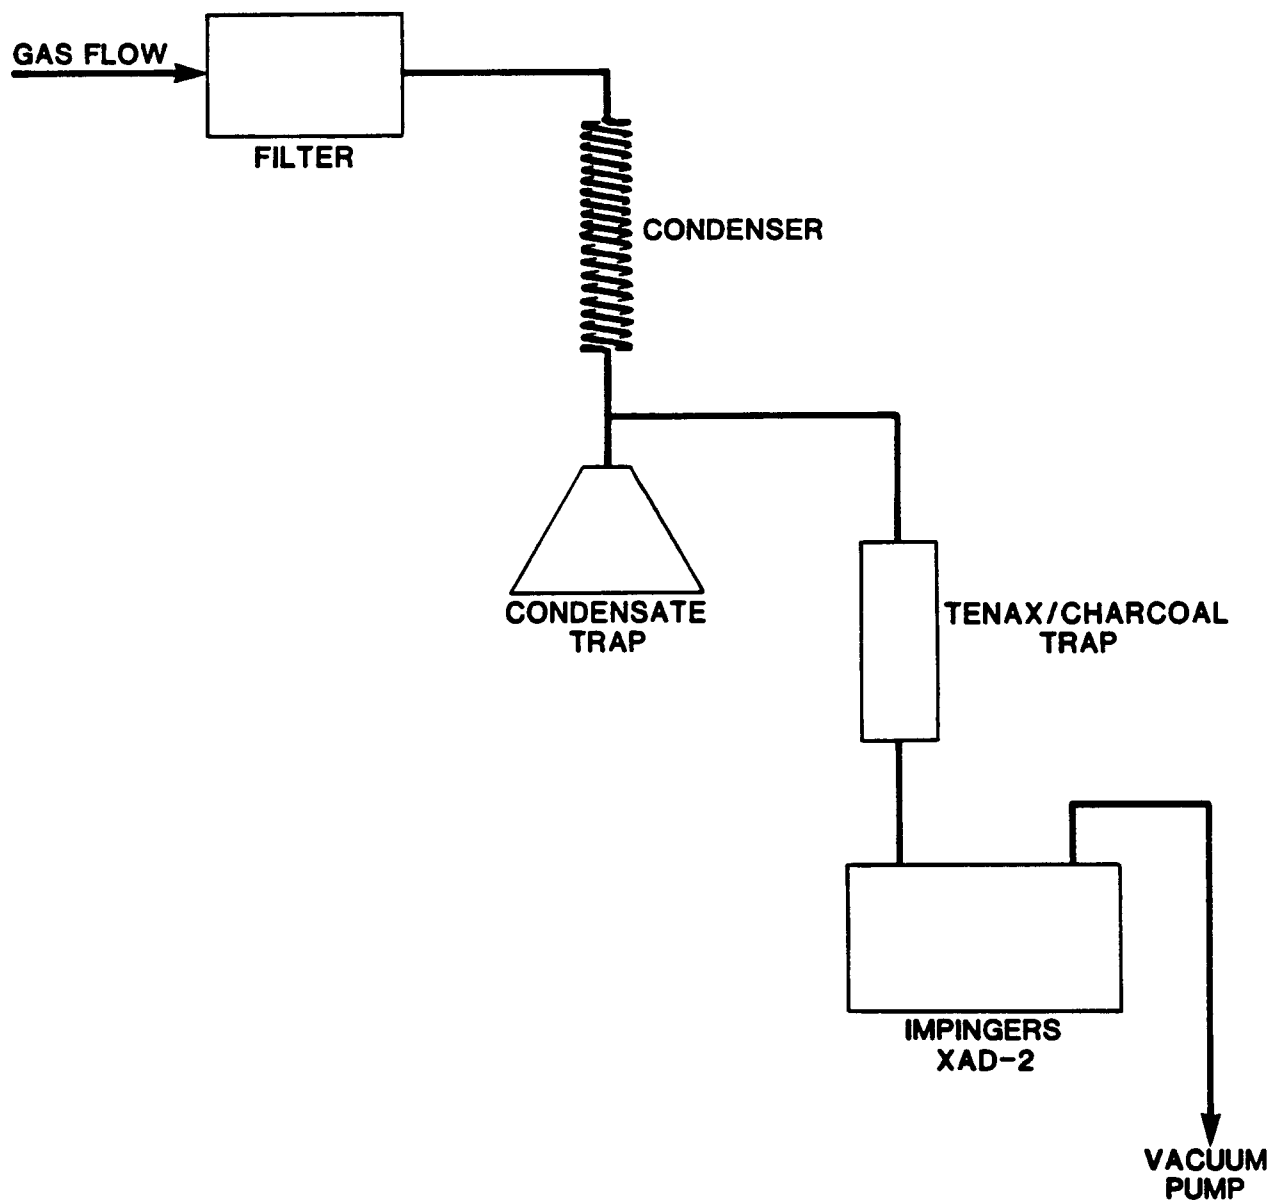 GAS FLOW
FILTER
CONDENSER
CONDENSATE
TRAP
TENAX/CHARCOAL
TRAP
IMPINGERS
XAD-2
VACUUM
PUMP